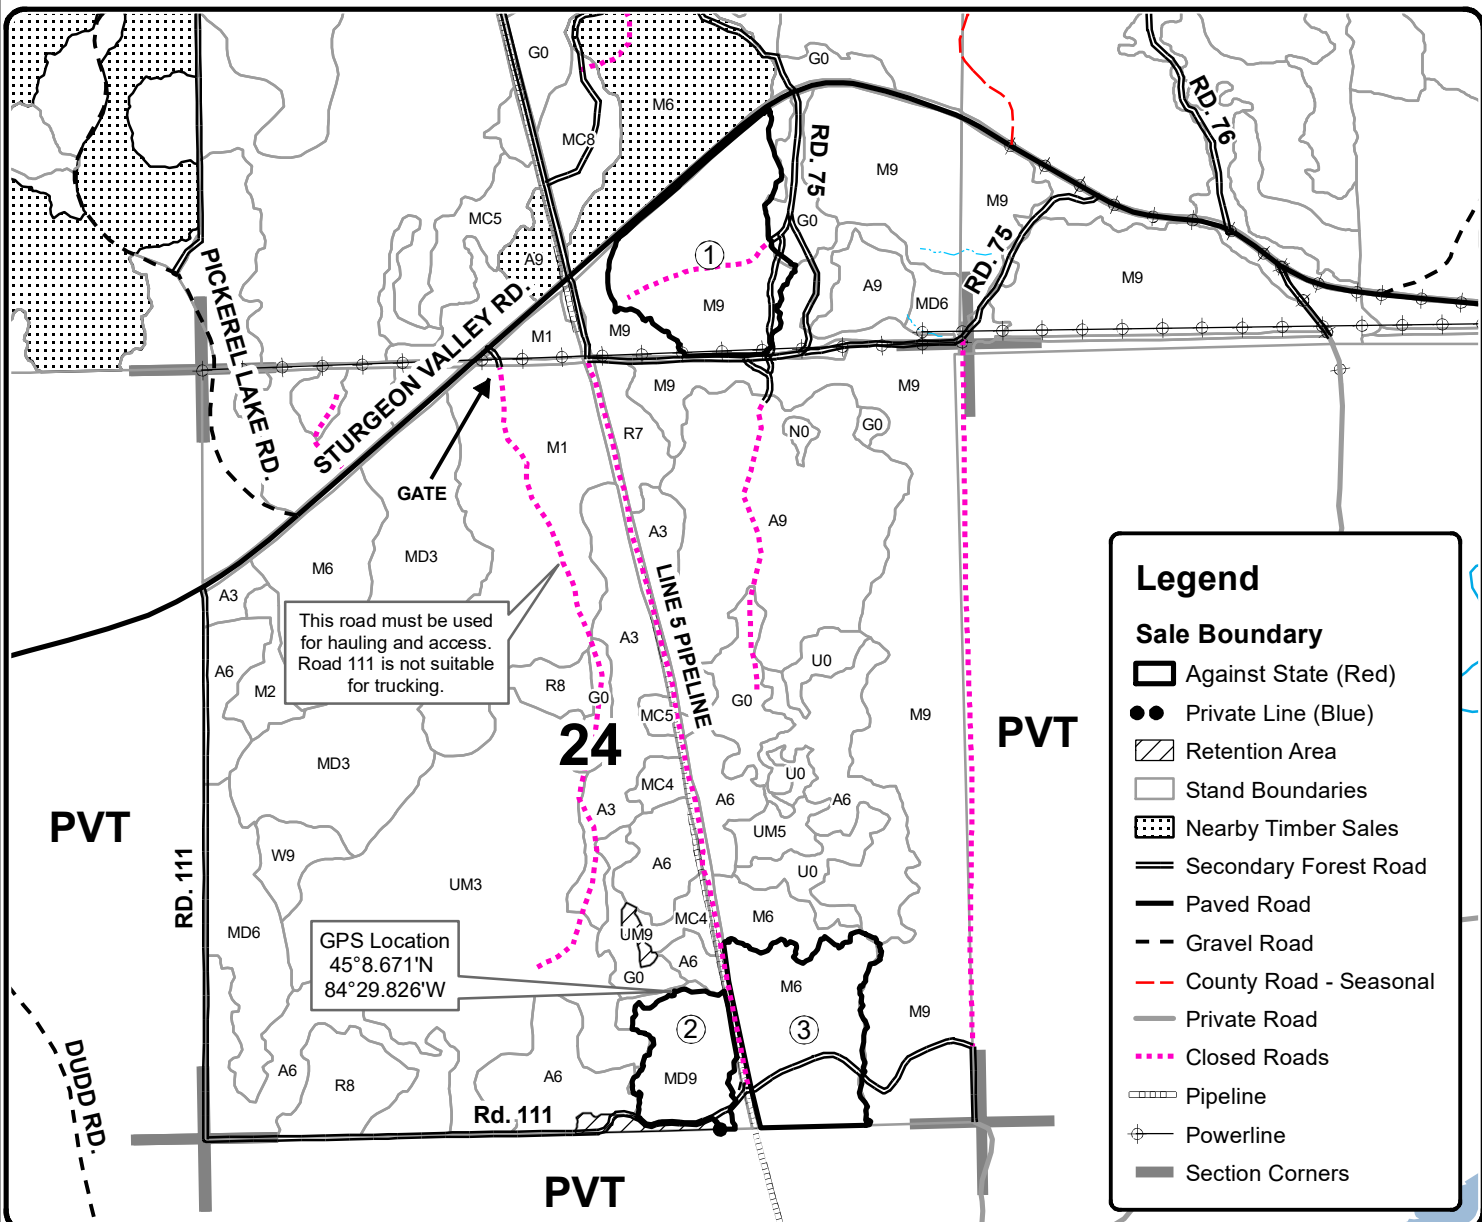 G0
G0
M6
MC8
RD. 76
RD. 75
M9
M9
MC5
G0
1
A9
PICKEREL LAKE RD.
RD. 75
M9
A9
MD6
M9
STURGEON VALLEY RD.
M1
M9
M9
M9
M1
R7
N0
G0
GATE
A3
A9
M6
MD3
LINE 5 PIPELINE
A3
This road must be used
for hauling and access.
Road 111 is not suitable
for trucking.
A3
U0
A6
M2
R8
G0
MC5
G0
M9
24
PVT
MD3
U0
MC4
A6
A6
A3
PVT
UM5
W9
A6
U0
UM3
RD. 111
MC4
M6
MD6
UM9
GPS Location
45°8.671'N
84°29.826'W
A6
G0
M6
M9
2
3
DUDD RD.
A6
R8
A6
MD9
Rd. 111
PVT
Legend
Sale Boundary
Against State (Red)
Private Line (Blue)
Retention Area
Stand Boundaries
Nearby Timber Sales
Secondary Forest Road
Paved Road
Gravel Road
County Road - Seasonal
Private Road
Closed Roads
Pipeline
Powerline
Section Corners